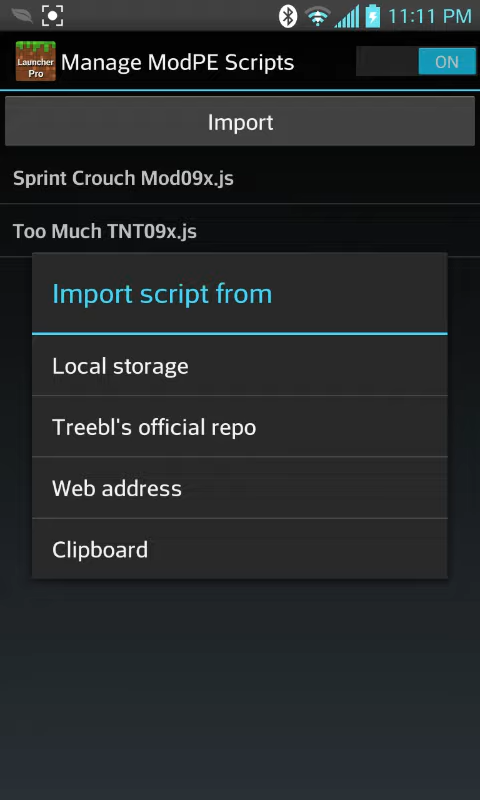 11:11 PM
Launcher
Pro
Manage ModPE Scripts
ON
Import
Sprint Crouch Mod09x.js
Too Much TNT09x.js
Import script from
Local storage
Treebl's official repo
Web address
Clipboard